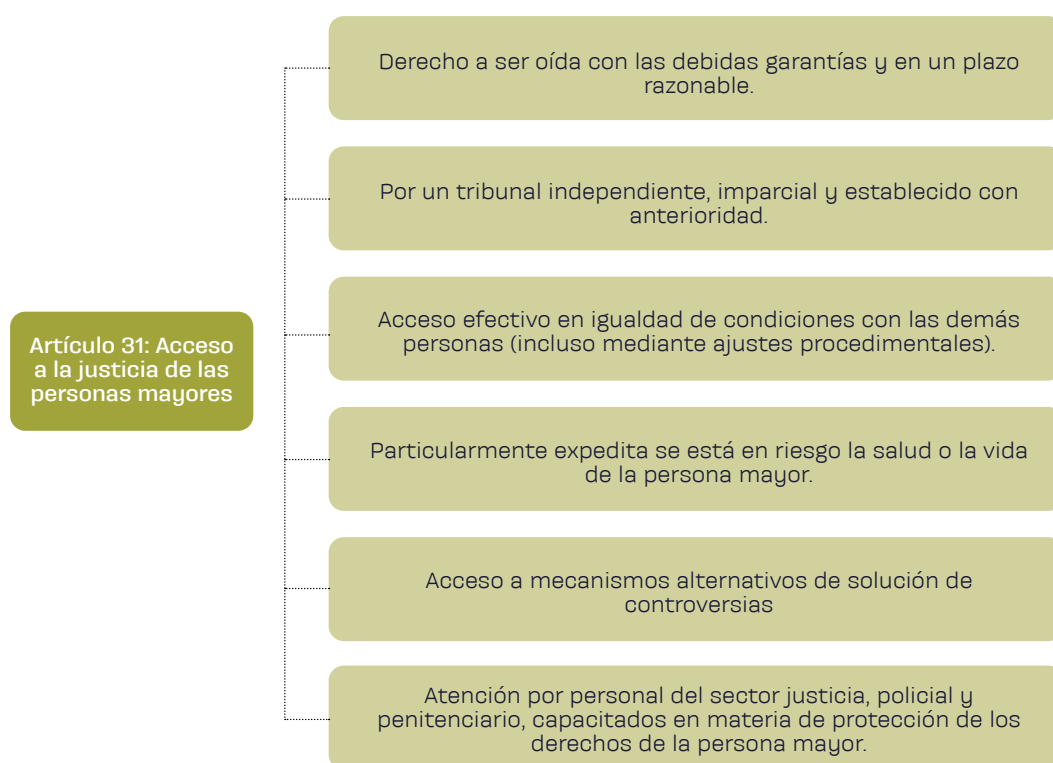 Derecho a ser oída con las debidas garantías y en un plazo
razonable.
Por un tribunal independiente, imparcial y establecido con
anterioridad.
Acceso efectivo en igualdad de condiciones con las demás
personas (incluso mediante ajustes procedimentales).
Artículo 31: Acceso
a la justicia de las
personas mayores
Particularmente expedita se está en riesgo la salud o la vida
de la persona mayor.
Acceso a mecanismos alternativos de solución de
controversias
Atención por personal del sector justicia, policial y
penitenciario, capacitados en materia de protección de los
derechos de la persona mayor.